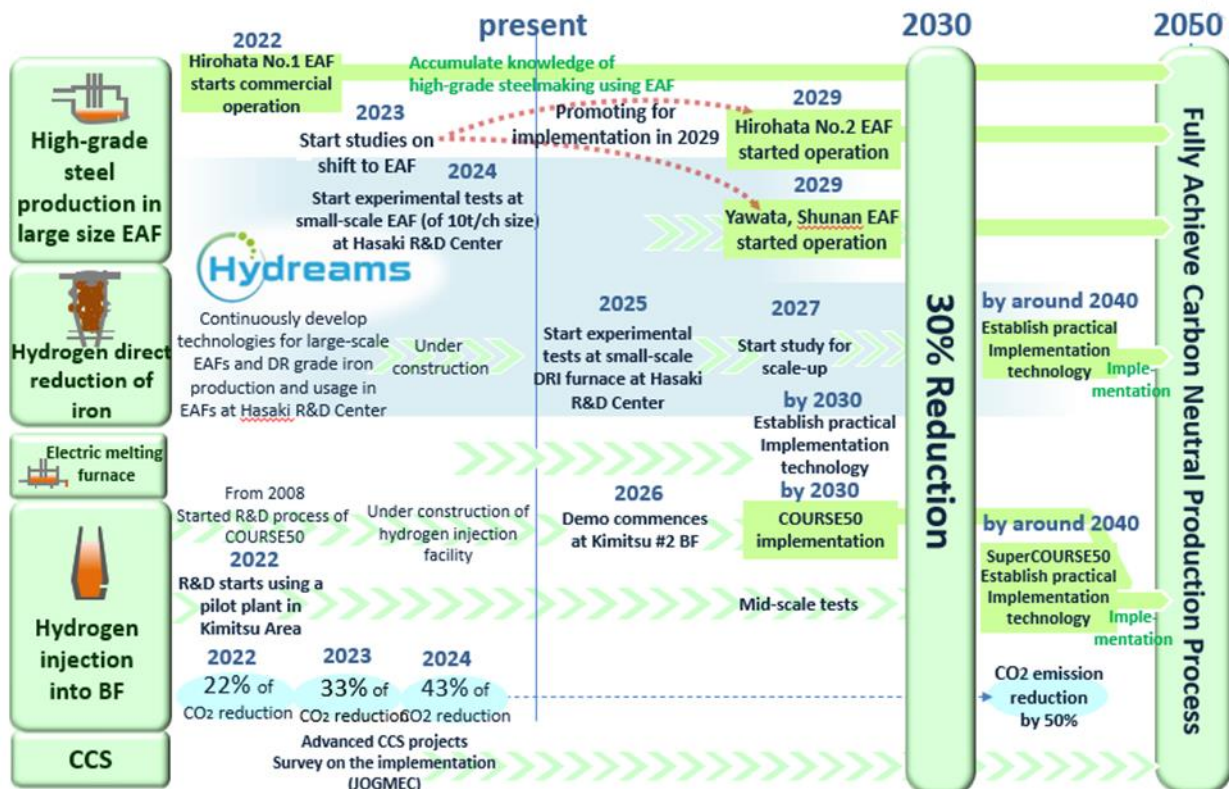 present
2030
2050
2022
Hirohata No.1 EAF
starts commercial
operation
Accumulate knowledge of
high-grade steelmaking using EAF
2023
Start studies on
shift to EAF
Promoting for
implementation in 2029
2029
Hirohata No.2 EAF
started operation
2024
Start experimental tests at
small-scale EAF (of 10t/ch size)
at Hasaki R&D Center
2029
Yawata, Shunan EAF
started operation
High-grade
steel
production in
large size EAF
Hydreams
Hydrogen direct
reduction of
iron
Continuously develop
technologies for large-scale
EAFs and DR grade iron
production and usage in
EAFs at Hasaki R&D Center
Under
construction
2025
Start experimental
tests at small-scale
DRI furnace at Hasaki
R&D Center
2027
Start study for
scale-up
by around 2040
Establish practical
Implementation
technology
Imple-
mentation
Electric melting
furnace
by 2030
Establish practical
Implementation
technology
Hydrogen
injection
into BF
From 2008
Started R&D process of
COURSE50
Under construction of
hydrogen injection
facility
2026
Demo commences
at Kimitsu #2 BF
by 2030
COURSE50
implementation
by around 2040
SuperCOURSE50
Establish practical
Implementation
technology
Imple-
mentation
2022
R&D starts using a
pilot plant in
Kimitsu Area
Mid-scale tests
2022
22% of
CO2 reduction
2023
33% of
CO2 reduction
2024
43% of
CO2 reduction
CO2 emission
reduction
by 50%
CCS
Advanced CCS projects
Survey on the implementation
(JOGMEC)
30% Reduction
Fully Achieve Carbon Neutral Production Process